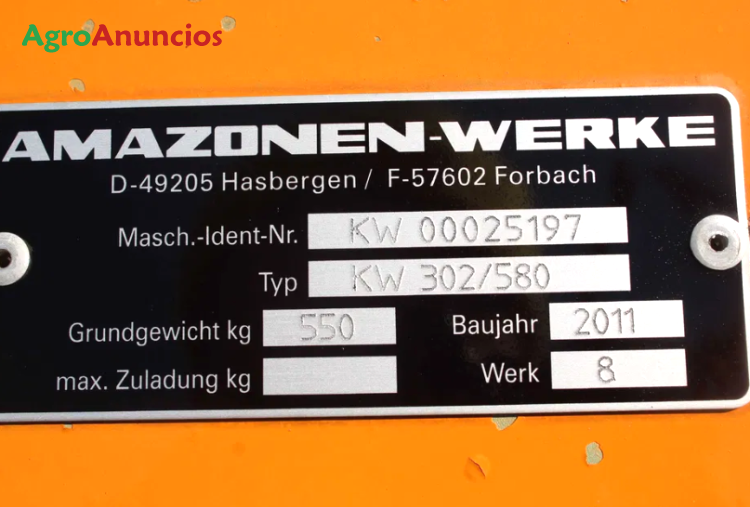 AgroAnuncios
AMAZONEN-WERKE
D-49205 Hasbergen / F-57602 Forbach
Masch.-Ident-Nr. KW 00025197
Typ KW 302/580
Grundgewicht kg 550 Baujahr 2011
max. Zuladung kg Werk 8